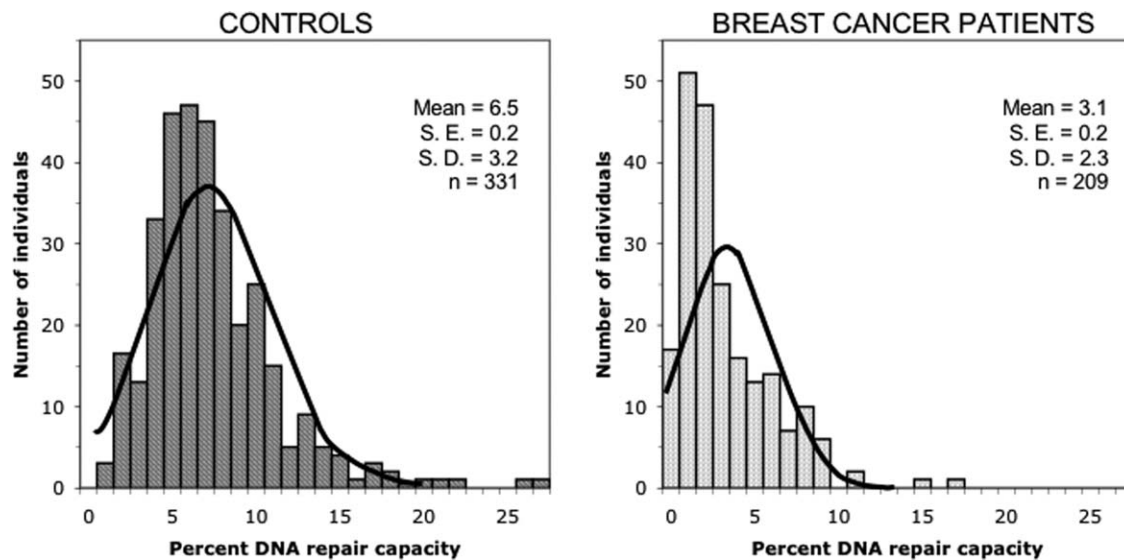 CONTROLS
50
40
30
20
10
0
Number of individuals
Mean = 6.5
S. E. = 0.2
S. D. = 3.2
n = 331
0 5 10 15 20 25
Percent DNA repair capacity
BREAST CANCER PATIENTS
50
40
30
20
10
0
Number of individuals
Mean = 3.1
S. E. = 0.2
S. D. = 2.3
n = 209
0 5 10 15 20 25
Percent DNA repair capacity